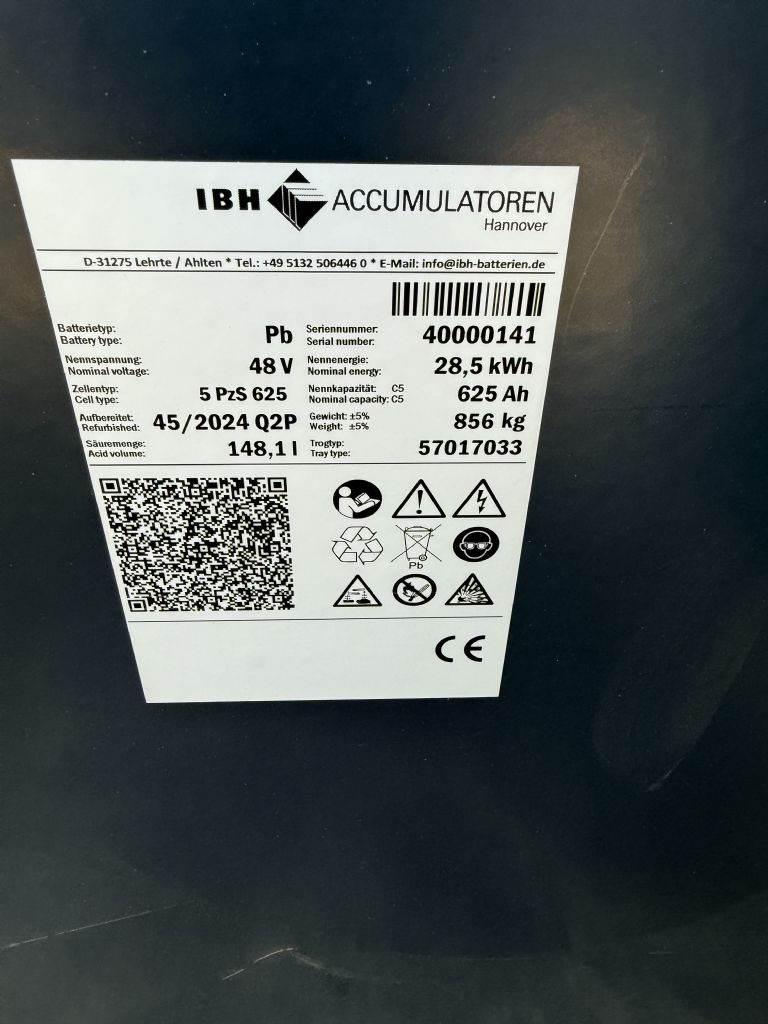 IBH ACCUMULATOREN
Hannover
D-31275 Lehrte / Ahlten * Tel.: +49 5132 506446 0 * E-Mail: info@ibh-batterien.de
Batterietyp:
Battery type:
Pb
Seriennummer:
Serial number:
40000141
Nennspannung:
Nominal voltage:
48 V
Nennenergie:
Nominal energy:
28,5 kWh
Zellentyp:
Cell type:
5 PzS 625
Nennkapazität: C5
Nominal capacity: C5
625 Ah
Aufbereitet:
Refurbished:
45/2024 Q2P
Gewicht: ±5%
Weight: ±5%
856 kg
Säuremenge:
Acid volume:
148,1 l
Trogtyp:
Tray type:
57017033
Pb
CE